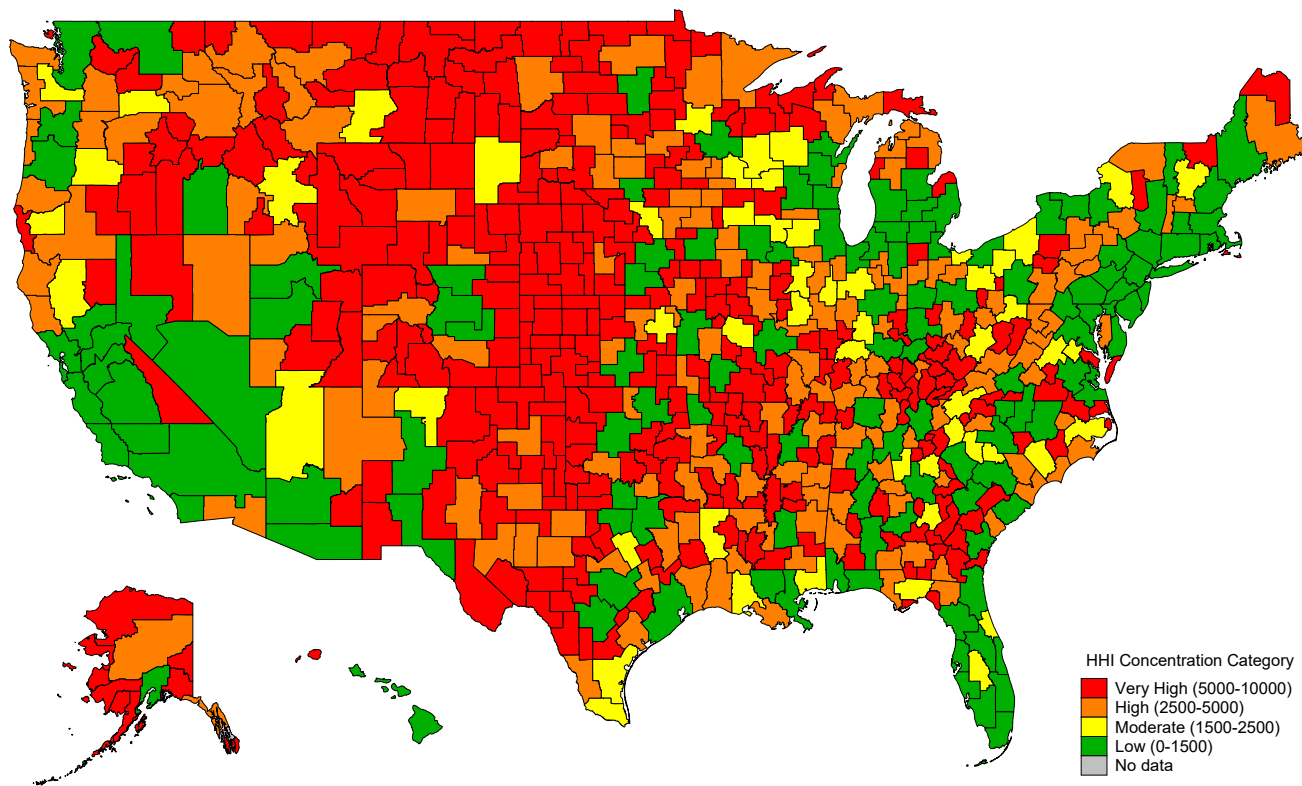 HHI Concentration Category
Very High (5000-10000)
High (2500-5000)
Moderate (1500-2500)
Low (0-1500)
No data